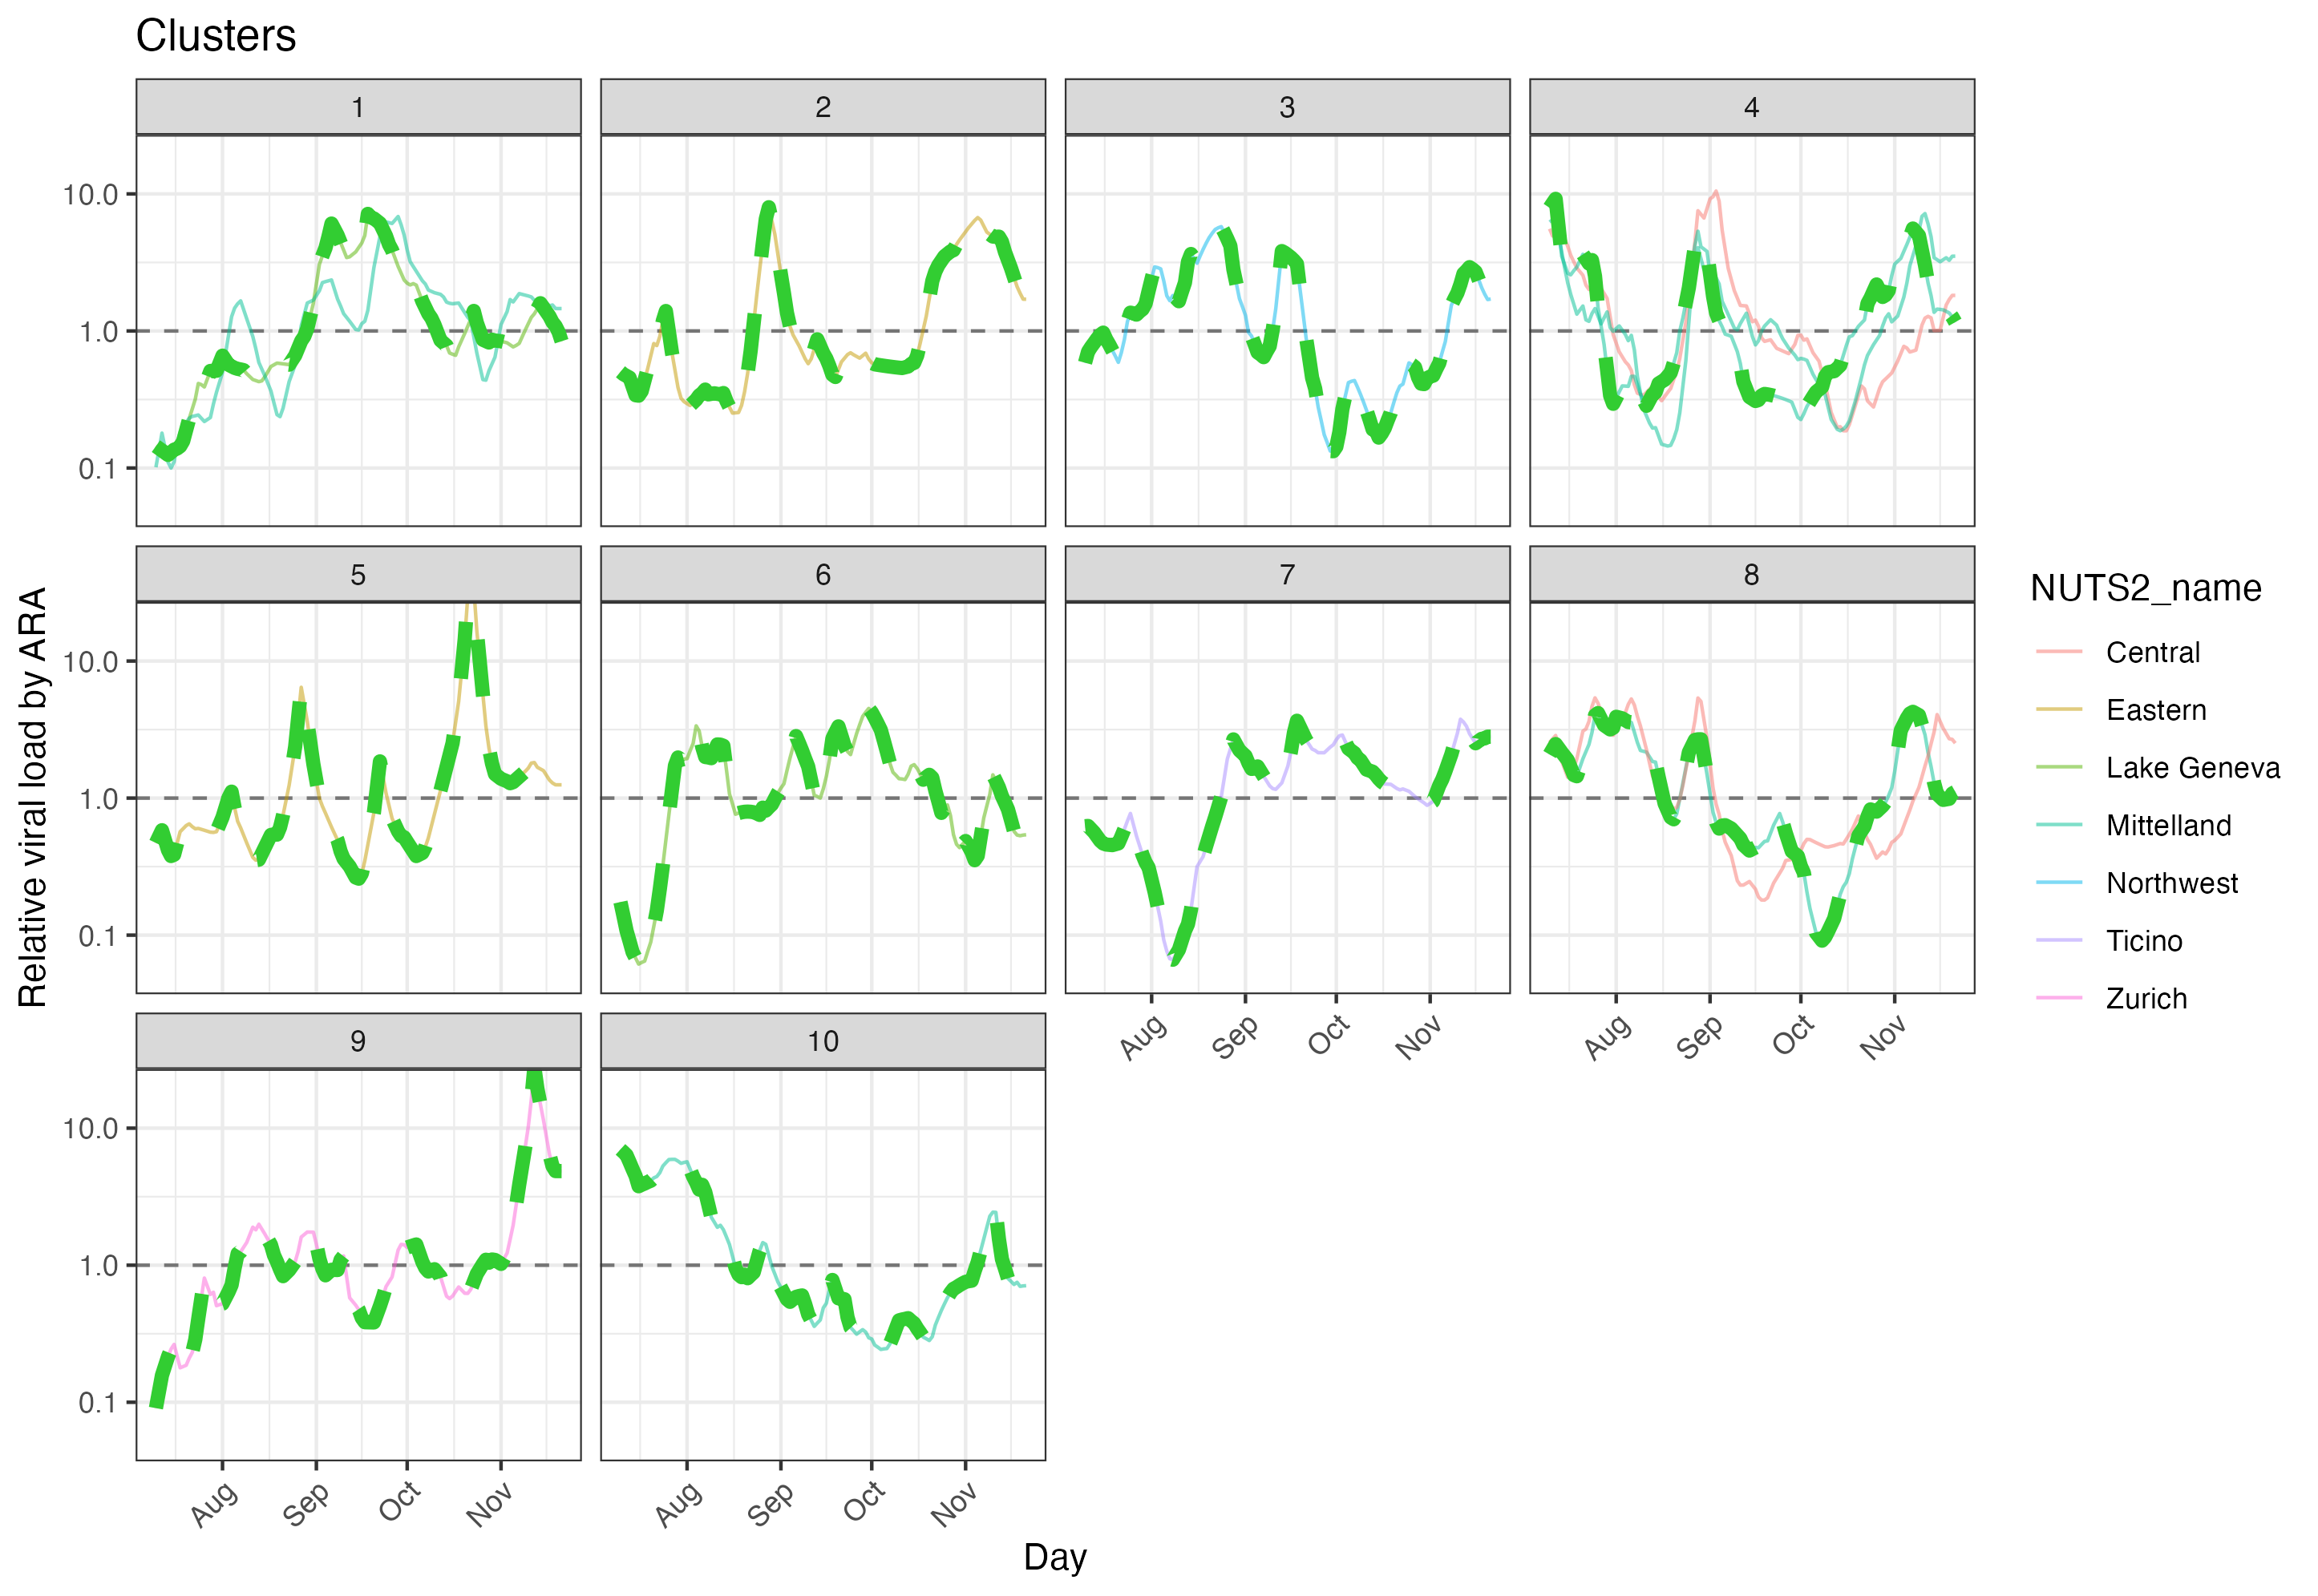 Clusters
1
2
3
4
10.0
1.0
0.1
5
6
7
8
10.0
1.0
0.1
Aug
Sep
Oct
Nov
Aug
Sep
Oct
Nov
9
10
10.0
1.0
0.1
Aug
Sep
Oct
Nov
Aug
Sep
Oct
Nov
Day
Relative viral load by ARA
NUTS2_name
Central
Eastern
Lake Geneva
Mittelland
Northwest
Ticino
Zurich